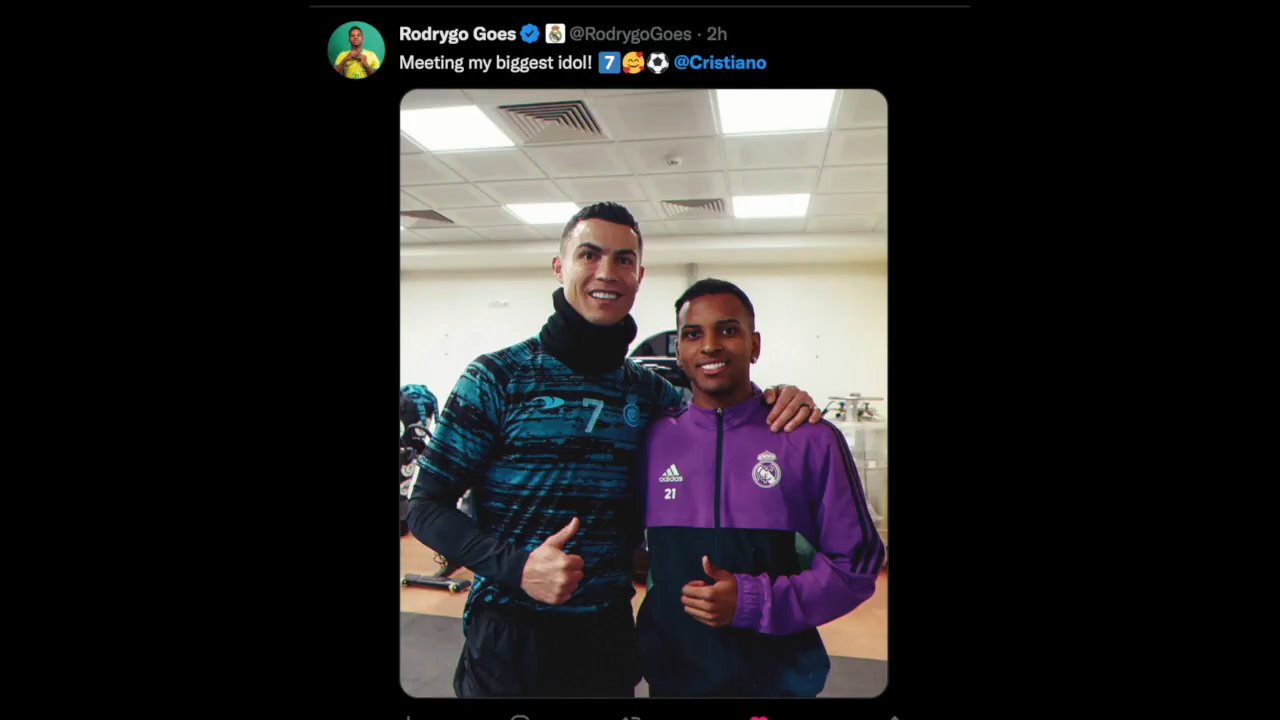 Rodrygo Goes @RodrygoGoes · 2h
Meeting my biggest idol! 7️⃣🥰⚽ @Cristiano
7
adidas
21